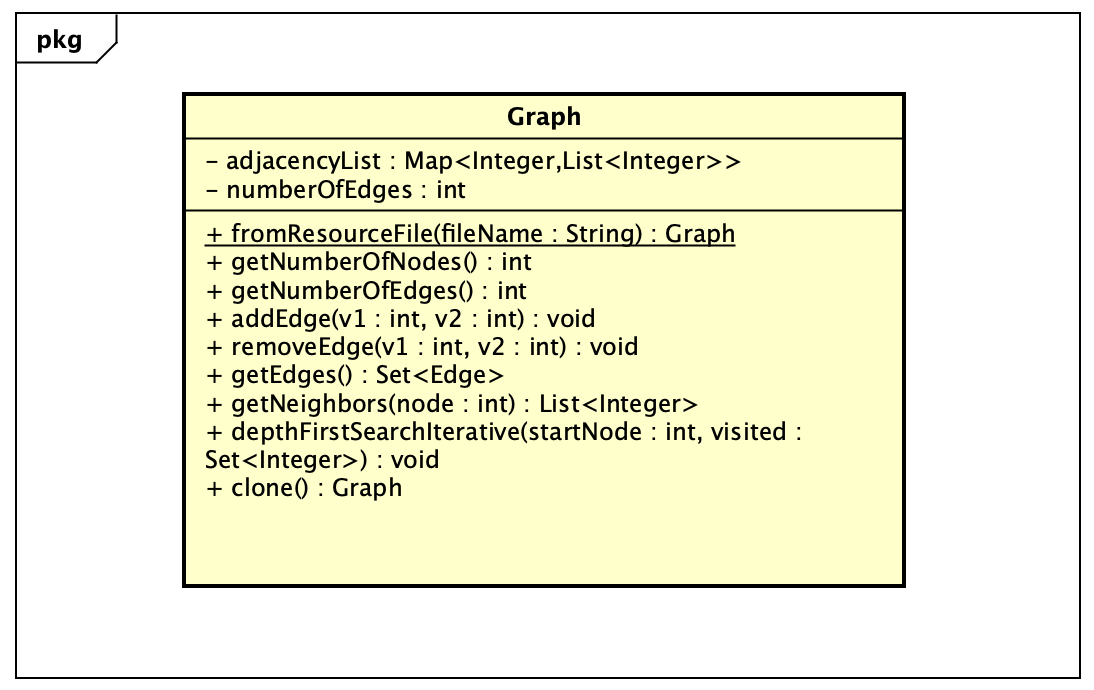 pkg
Graph
- adjacencyList : Map<Integer,List<Integer>>
- numberOfEdges : int
+ fromResourceFile(fileName : String) : Graph
+ getNumberOfNodes() : int
+ getNumberOfEdges() : int
+ addEdge(v1 : int, v2 : int) : void
+ removeEdge(v1 : int, v2 : int) : void
+ getEdges() : Set<Edge>
+ getNeighbors(node : int) : List<Integer>
+ depthFirstSearchIterative(startNode : int, visited :
Set<Integer>) : void
+ clone() : Graph